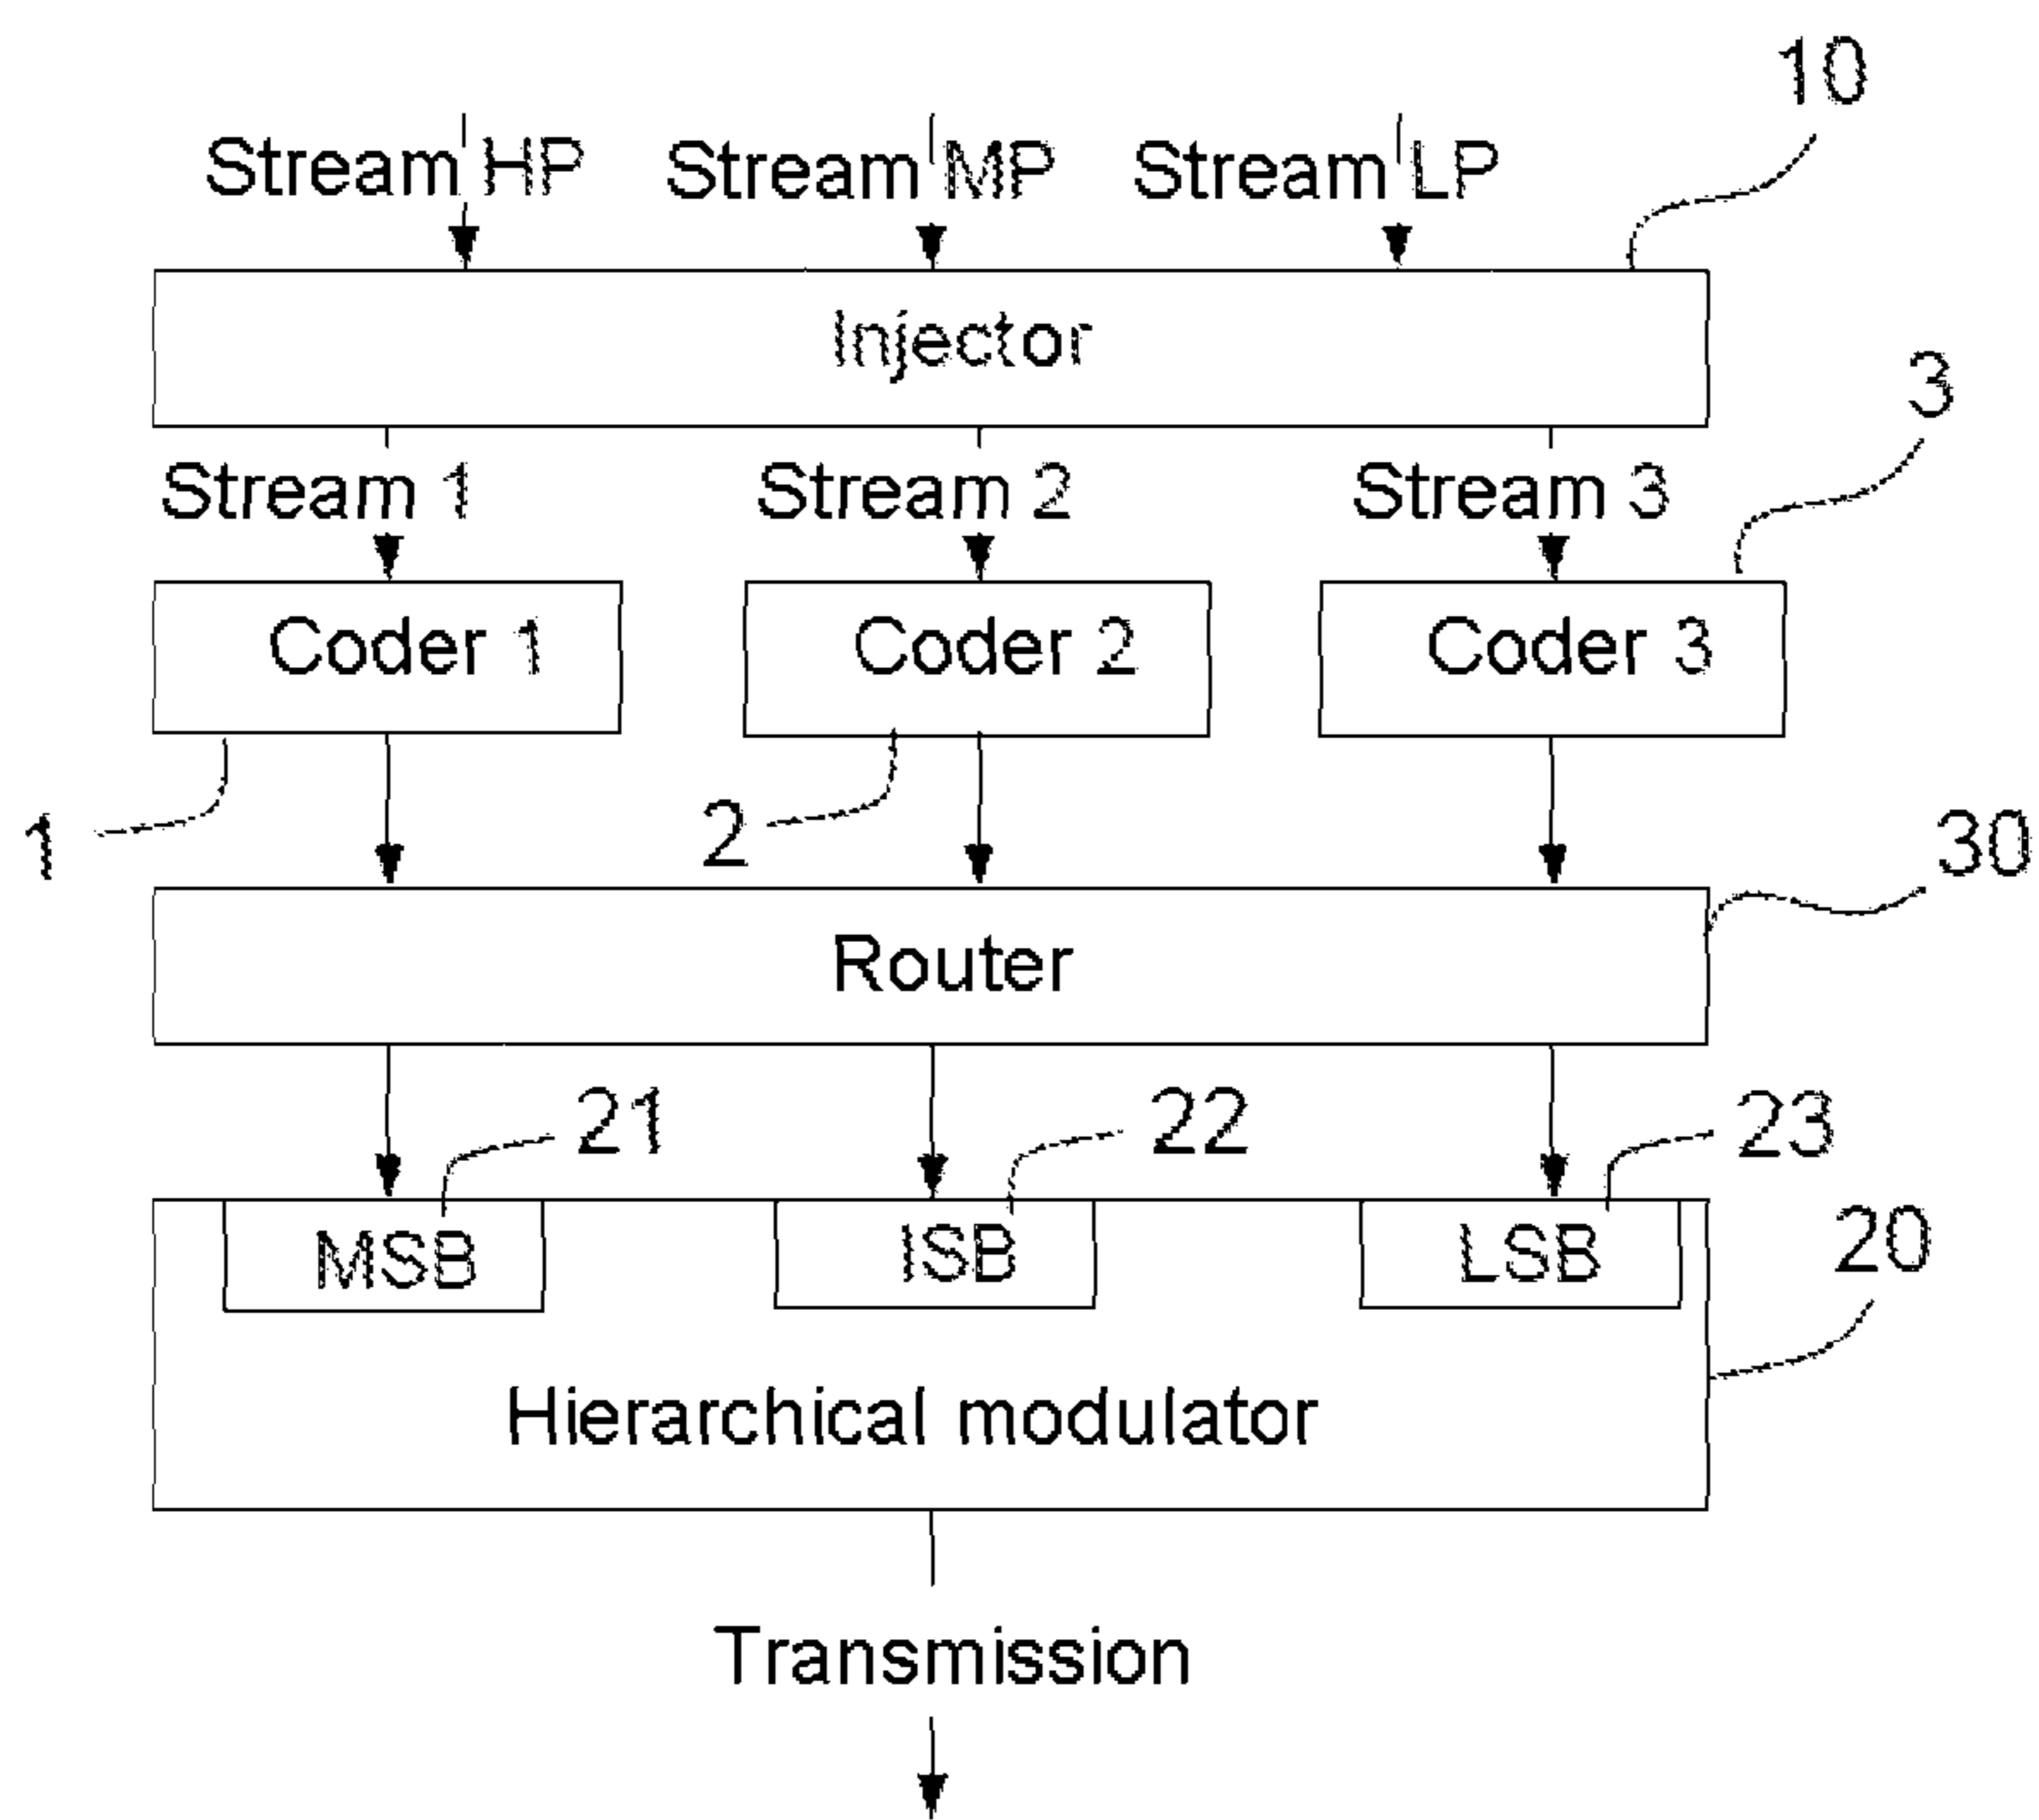 10
Stream HP Stream MP Stream LP
Injector
3
Stream 1 Stream 2 Stream 3
Coder 1 Coder 2 Coder 3
1 2 30
Router
21 22 23
MSB ISB LSB
20
Hierarchical modulator
Transmission